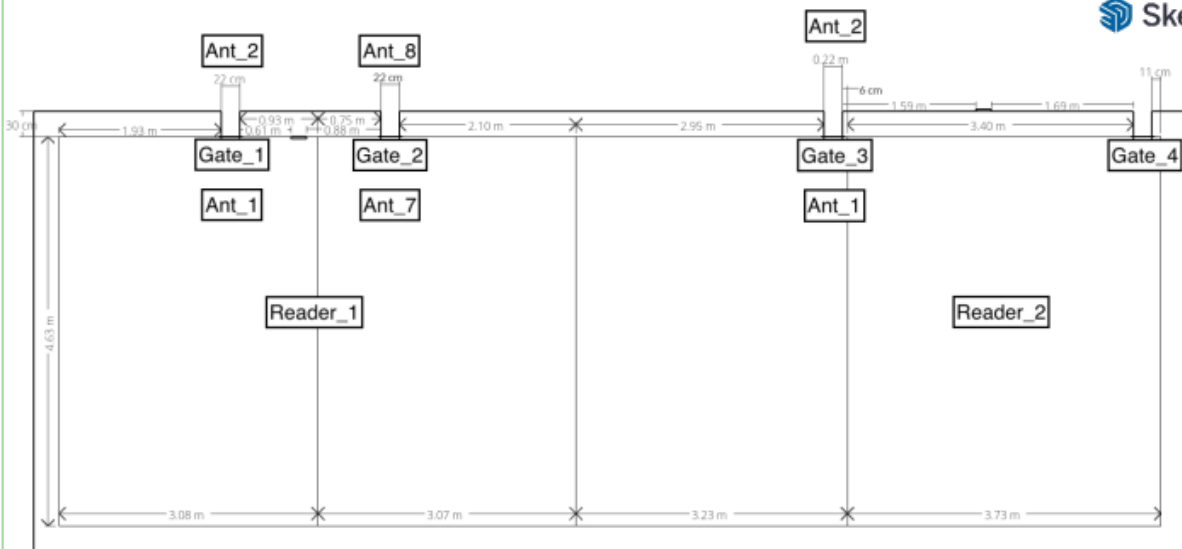 Ske
Ant_2
Ant_2
Ant_8
0.22 m
22 cm
22 cm
11 cm
6 cm
1.59 m
1.69 m
30 cm
0.93 m
0.75 m
1.93 m
0.61 m
0.88 m
2.10 m
2.95 m
3.40 m
Gate_1
Gate_2
Gate_3
Gate_4
Ant_1
Ant_7
Ant_1
Reader_1
Reader_2
4.63 m
3.08 m
3.07 m
3.23 m
3.73 m